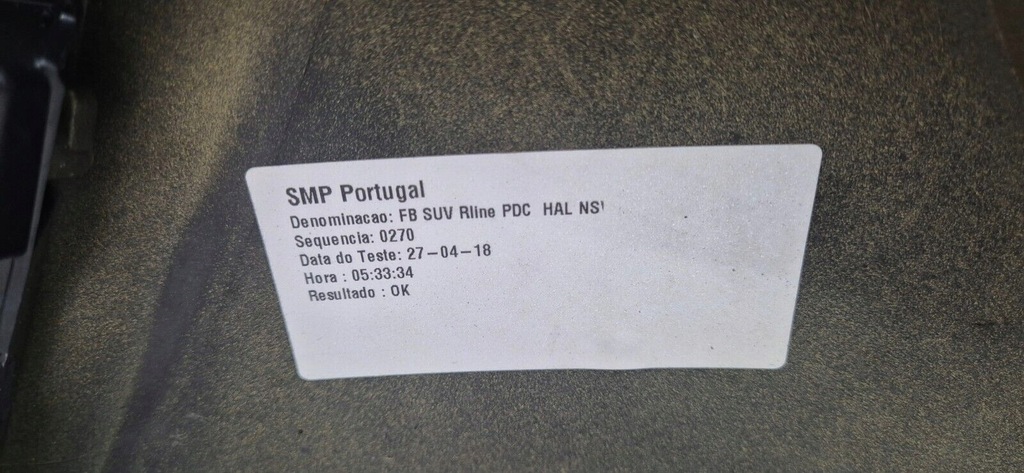 SMP Portugal
Denominacao: FB SUV Rline PDC HAL
Sequencia: 0270
Data do Teste: 27-04-18
Hora : 05:33:34
Resultado : OK